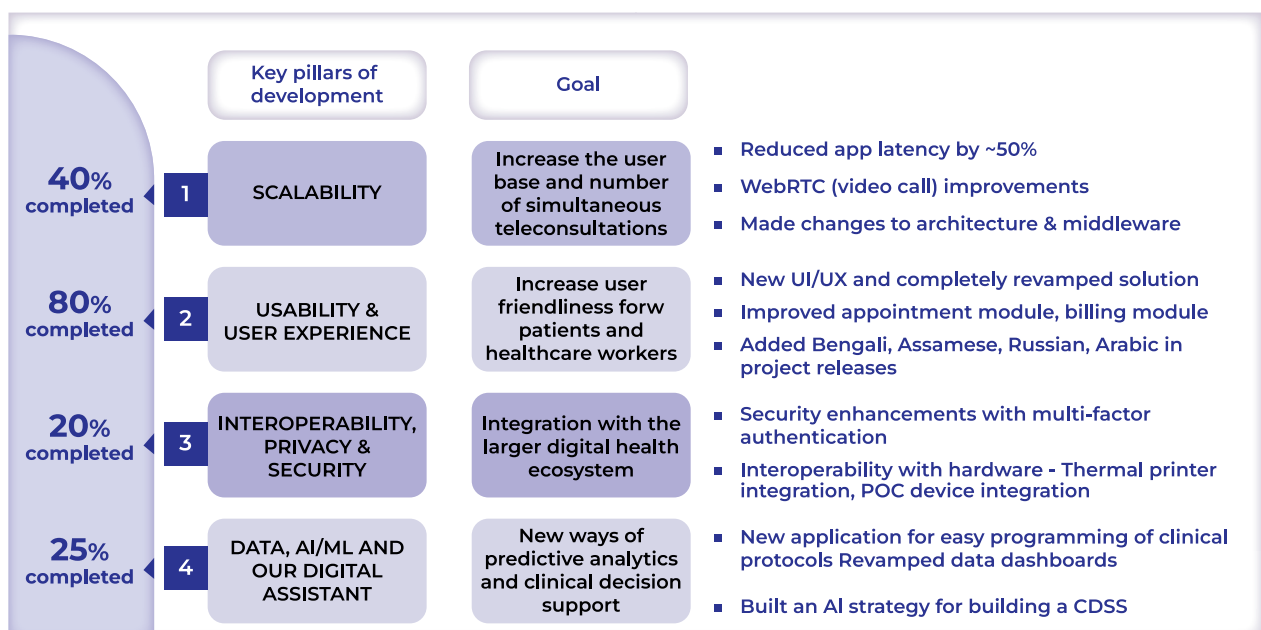 Key pillars of
development
Goal
40%
completed
1
SCALABILITY
Increase the user
base and number
of simultaneous
teleconsultations
▪ Reduced app latency by ~50%
▪ WebRTC (video call) improvements
▪ Made changes to architecture & middleware
80%
completed
2
USABILITY &
USER EXPERIENCE
Increase user
friendliness forw
patients and
healthcare workers
▪ New UI/UX and completely revamped solution
▪ Improved appointment module, billing module
▪ Added Bengali, Assamese, Russian, Arabic in
project releases
20%
completed
3
INTEROPERABILITY,
PRIVACY &
SECURITY
Integration with the
larger digital health
ecosystem
▪ Security enhancements with multi-factor
authentication
▪ Interoperability with hardware - Thermal printer
integration, POC device integration
25%
completed
4
DATA, AI/ML AND
OUR DIGITAL
ASSISTANT
New ways of
predictive analytics
and clinical decision
support
▪ New application for easy programming of clinical
protocols Revamped data dashboards
▪ Built an AI strategy for building a CDSS